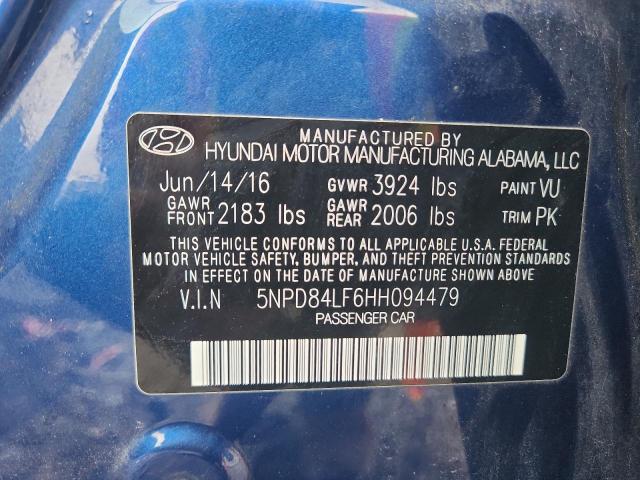 MANUFACTURED BY
HYUNDAI MOTOR MANUFACTURING ALABAMA, LLC
Jun/14/16 GVWR 3924 lbs PAINT VU
GAWR FRONT 2183 lbs GAWR REAR 2006 lbs TRIM PK
THIS VEHICLE CONFORMS TO ALL APPLICABLE U.S.A. FEDERAL
MOTOR VEHICLE SAFETY, BUMPER, AND THEFT PREVENTION STANDARDS
IN EFFECT ON THE DATE OF MANUFACTURE SHOWN ABOVE.
V.I.N 5NPD84LF6HH094479
PASSENGER CAR